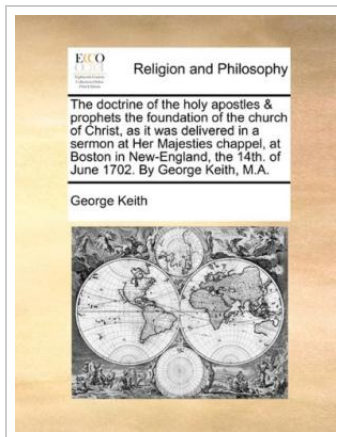 ECCO
Religion and Philosophy
The doctrine of the holy apostles &
prophets the foundation of the church
of Christ, as it was delivered in a
sermon at Her Majesties chappel, at
Boston in New-England, the 14th. of
June 1702. By George Keith, M.A.
George Keith